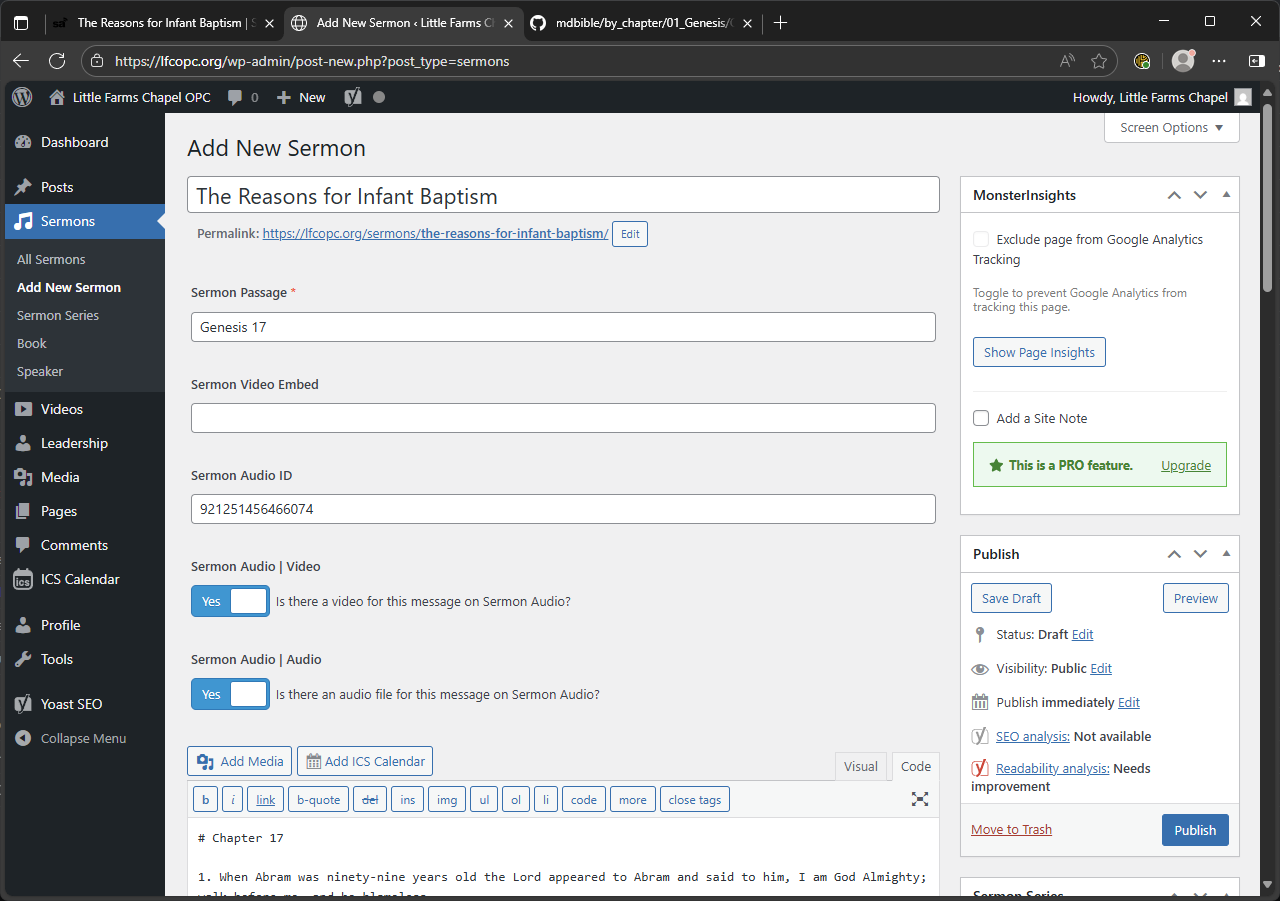 The Reasons for Infant Baptism | S
Add New Sermon ‹ Little Farms Ch
mdbible/by_chapter/01_Genesis/
https://lfcopc.org/wp-admin/post-new.php?post_type=sermons
Little Farms Chapel OPC
0
New
Howdy, Little Farms Chapel
Screen Options
Dashboard
Posts
Sermons
All Sermons
Add New Sermon
Sermon Series
Book
Speaker
Videos
Leadership
Media
Pages
Comments
ICS Calendar
Profile
Tools
Yoast SEO
Collapse Menu
Add New Sermon
The Reasons for Infant Baptism
Permalink: https://lfcopc.org/sermons/the-reasons-for-infant-baptism/ Edit
Sermon Passage *
Genesis 17
Sermon Video Embed
Sermon Audio ID
921251456466074
Sermon Audio | Video
Yes Is there a video for this message on Sermon Audio?
Sermon Audio | Audio
Yes Is there an audio file for this message on Sermon Audio?
Add Media Add ICS Calendar
Visual Code
b i link b-quote del ins img ul ol li code more close tags
# Chapter 17
1. When Abram was ninety-nine years old the Lord appeared to Abram and said to him, I am God Almighty;
walk before me, and be blameless
MonsterInsights
Exclude page from Google Analytics
Tracking
Toggle to prevent Google Analytics from
tracking this page.
Show Page Insights
Add a Site Note
This is a PRO feature. Upgrade
Publish
Save Draft Preview
Status: Draft Edit
Visibility: Public Edit
Publish immediately Edit
SEO analysis: Not available
Readability analysis: Needs
improvement
Move to Trash Publish
Sermon Series